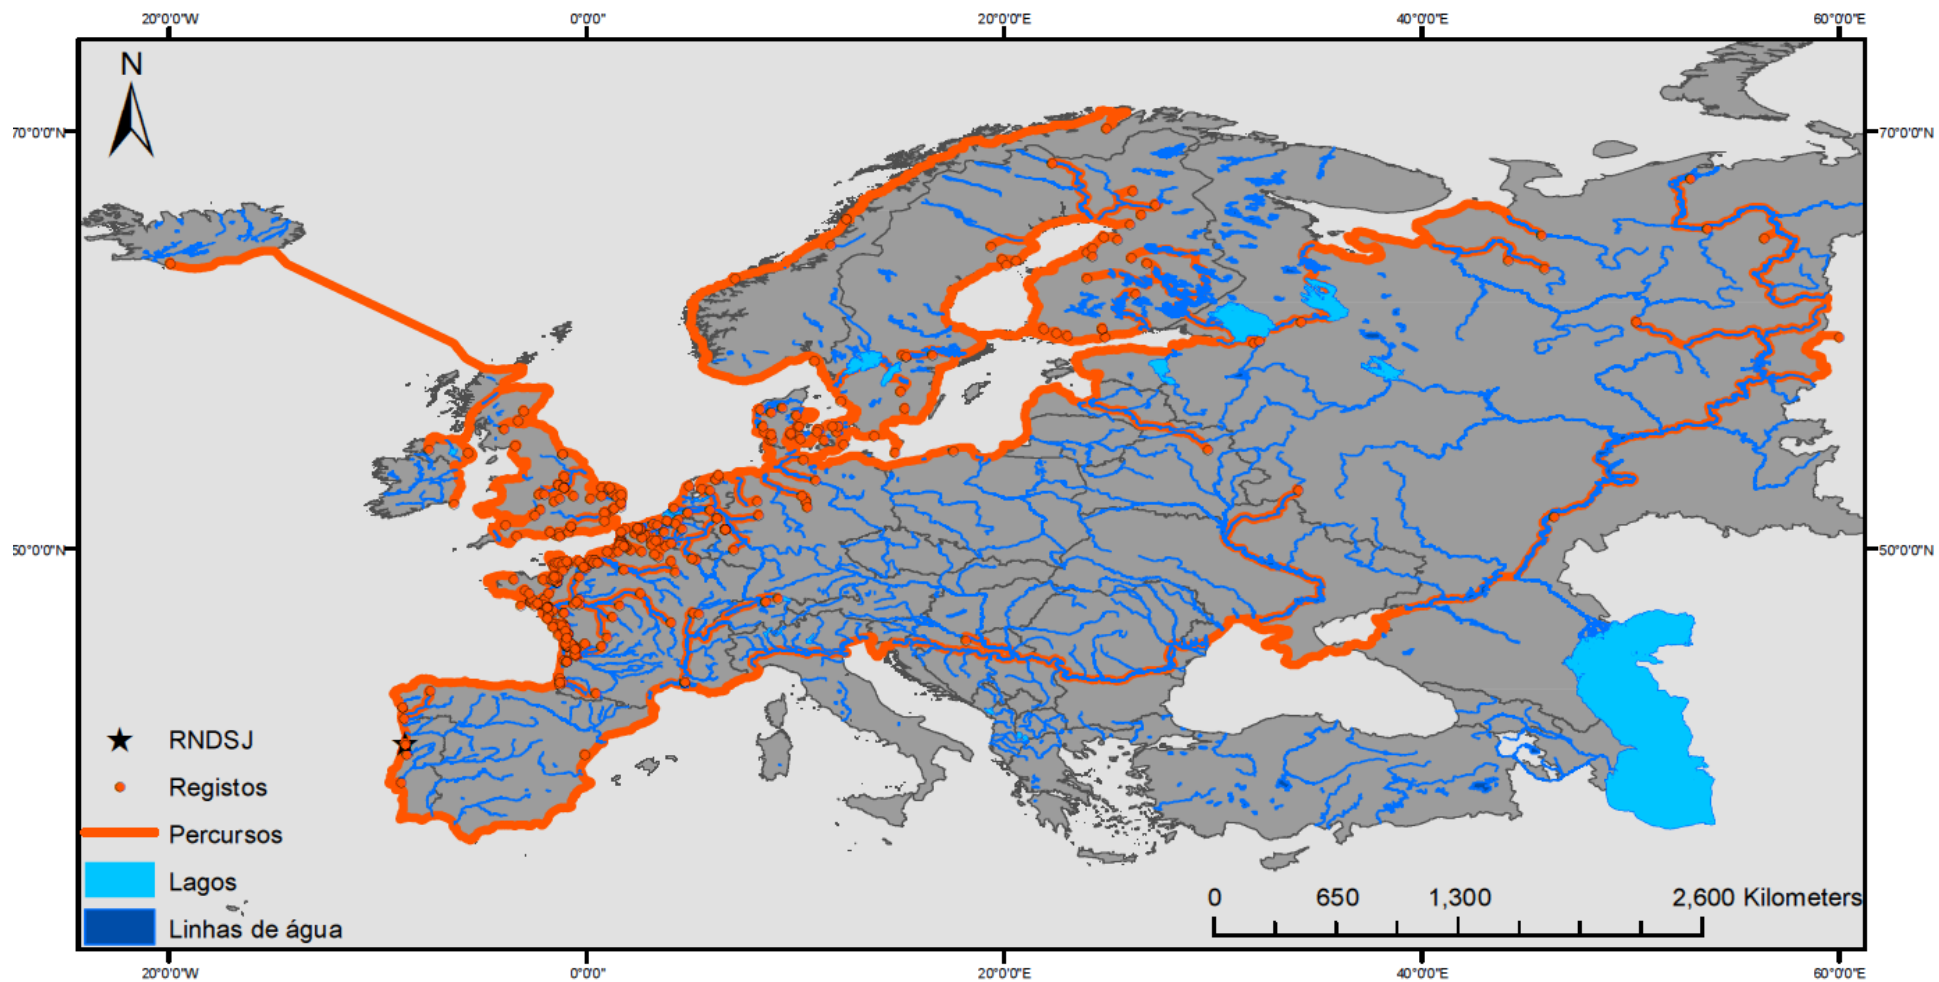 20°0'0"W 0°0'0" 20°0'0"E 40°0'0"E 60°0'0"E
N
70°0'0"N 70°0'0"N
50°0'0"N 50°0'0"N
RNDSJ
Registos
Percursos
Lagos
Linhas de água
0 650 1,300 2,600 Kilometers
20°0'0"W 0°0'0" 20°0'0"E 40°0'0"E 60°0'0"E